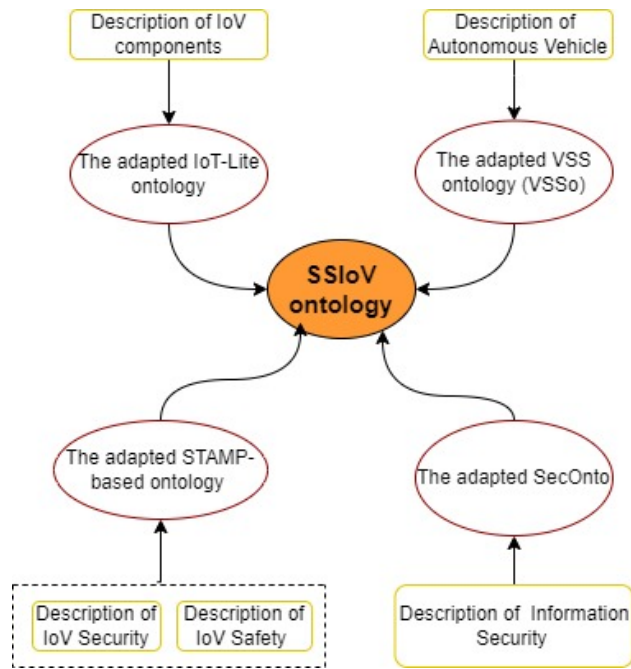 Description of IoV
components
Description of
Autonomous Vehicle
The adapted IoT-Lite
ontology
The adapted VSS
ontology (VSSo)
SSIoV
ontology
The adapted STAMP-
based ontology
The adapted SecOnto
Description of
IoV Security
Description of
IoV Safety
Description of Information
Security